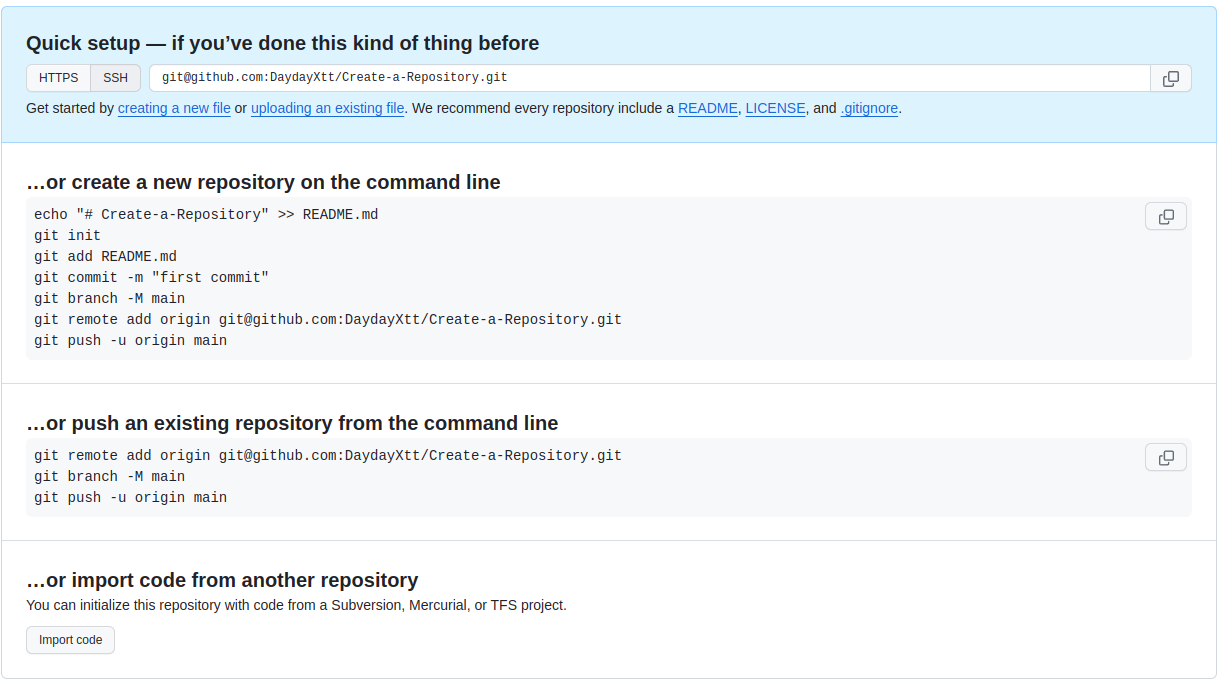 Quick setup — if you’ve done this kind of thing before
HTTPS SSH git@github.com:DaydayXtt/Create-a-Repository.git
Get started by creating a new file or uploading an existing file. We recommend every repository include a README, LICENSE, and .gitignore.
…or create a new repository on the command line
echo "# Create-a-Repository" >> README.md
git init
git add README.md
git commit -m "first commit"
git branch -M main
git remote add origin git@github.com:DaydayXtt/Create-a-Repository.git
git push -u origin main
…or push an existing repository from the command line
git remote add origin git@github.com:DaydayXtt/Create-a-Repository.git
git branch -M main
git push -u origin main
…or import code from another repository
You can initialize this repository with code from a Subversion, Mercurial, or TFS project.
Import code